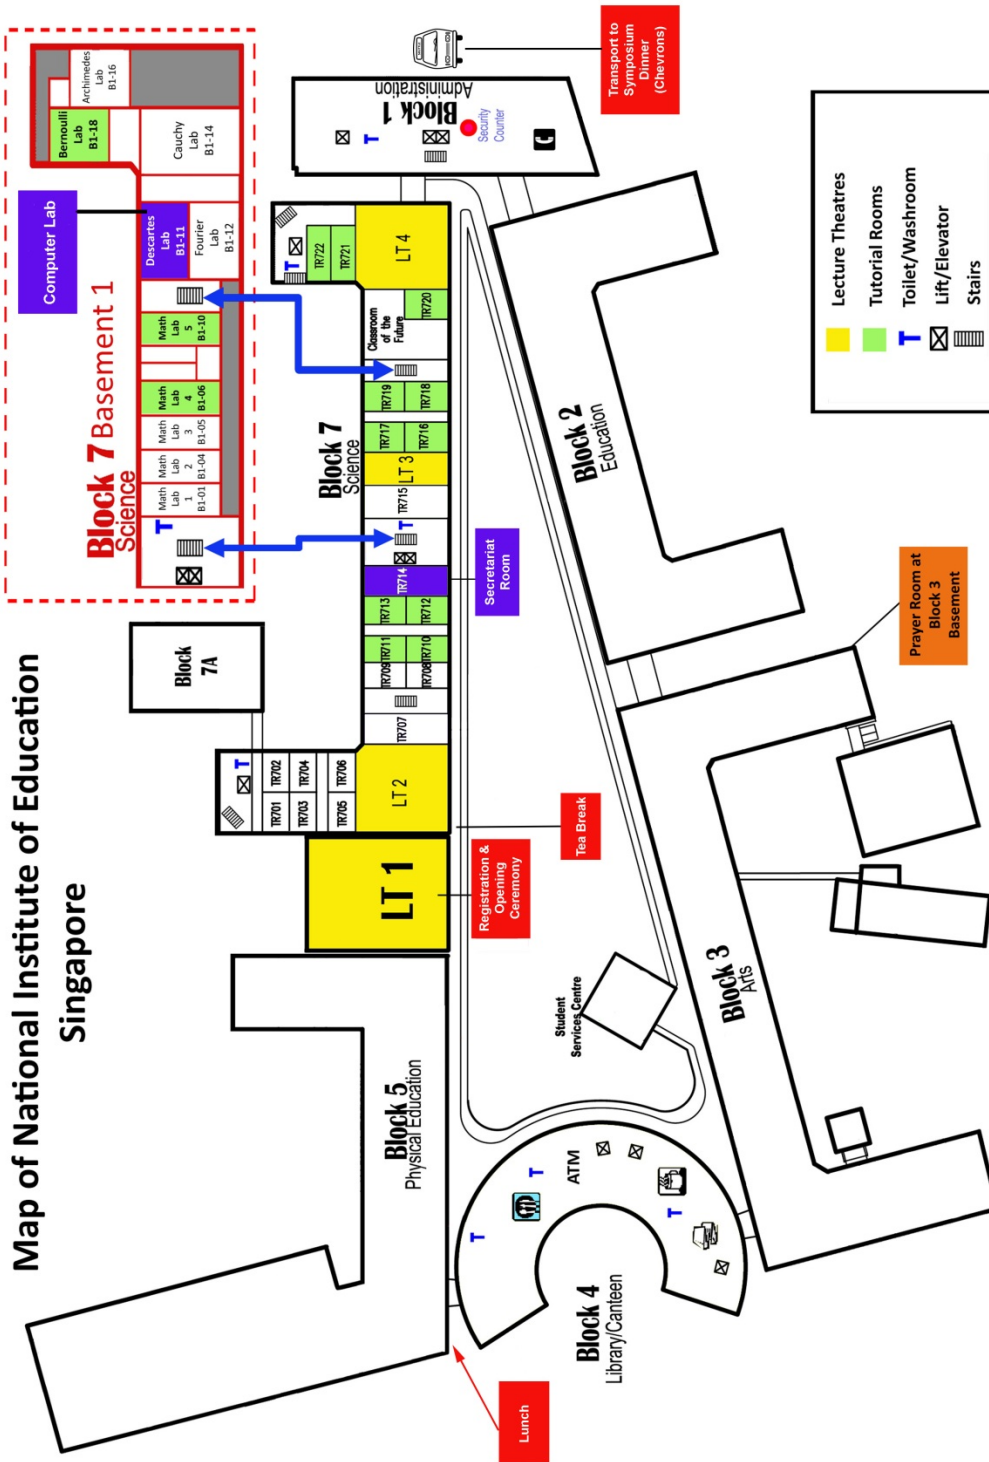 Map of National Institute of Education
Singapore
Block 7 Basement 1
Science
Math
Lab
1
B1-01
Math
Lab
2
B1-04
Math
Lab
3
B1-05
Math
Lab
4
B1-06
Math
Lab
5
B1-10
Descartes
Lab
B1-11
Fourier
Lab
B1-12
Cauchy
Lab
B1-14
Bernoulli
Lab
B1-18
Archimedes
Lab
B1-16
T
Computer Lab
Block
7A
Block 7
Science
T
TR701
TR702
TR703
TR704
TR705
TR706
LT 2
TR707
TR709
TR708
TR711
TR710
TR713
TR712
TR714
T
TR715
LT 3
TR717
TR716
TR719
TR718
Classroom
of the
Future
TR720
T
TR722
TR721
LT 4
LT 1
Registration &
Opening
Ceremony
Tea Break
Secretariat
Room
Block 1
Administration
T
Security
Counter
C
Transport to
Symposium
Dinner
(Chevrons)
Block 5
Physical Education
Student
Services Centre
Block 2
Education
Block 3
Arts
Prayer Room at
Block 3
Basement
Block 4
Library/Canteen
T
T
ATM
T
Lunch
Lecture Theatres
Tutorial Rooms
T Toilet/Washroom
Lift/Elevator
Stairs